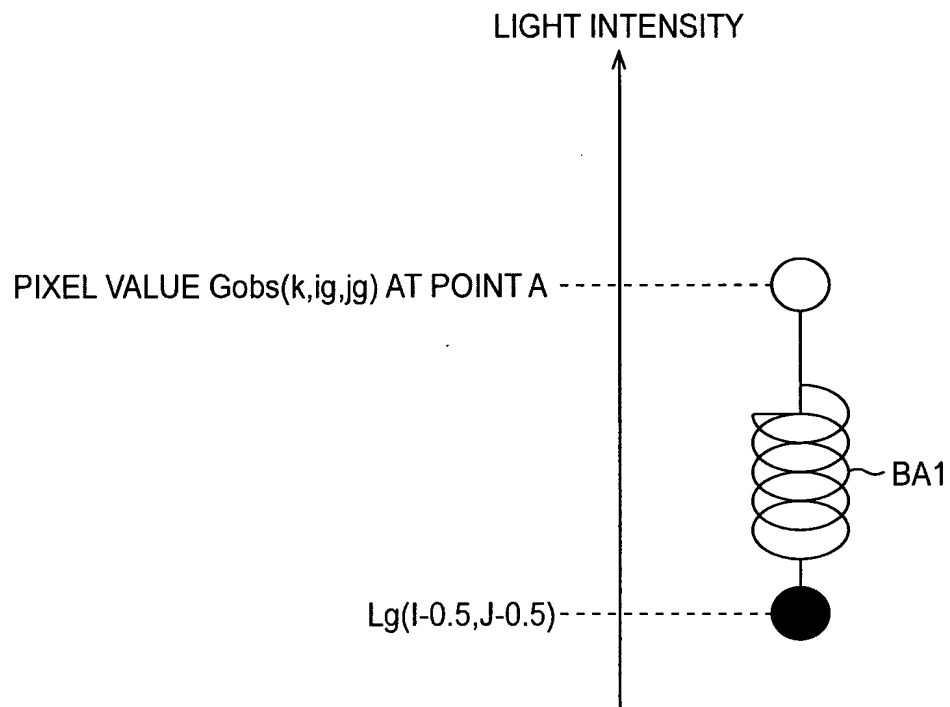 LIGHT INTENSITY
PIXEL VALUE Gobs(k,ig,jg) AT POINT A
BA1
Lg(I-0.5,J-0.5)